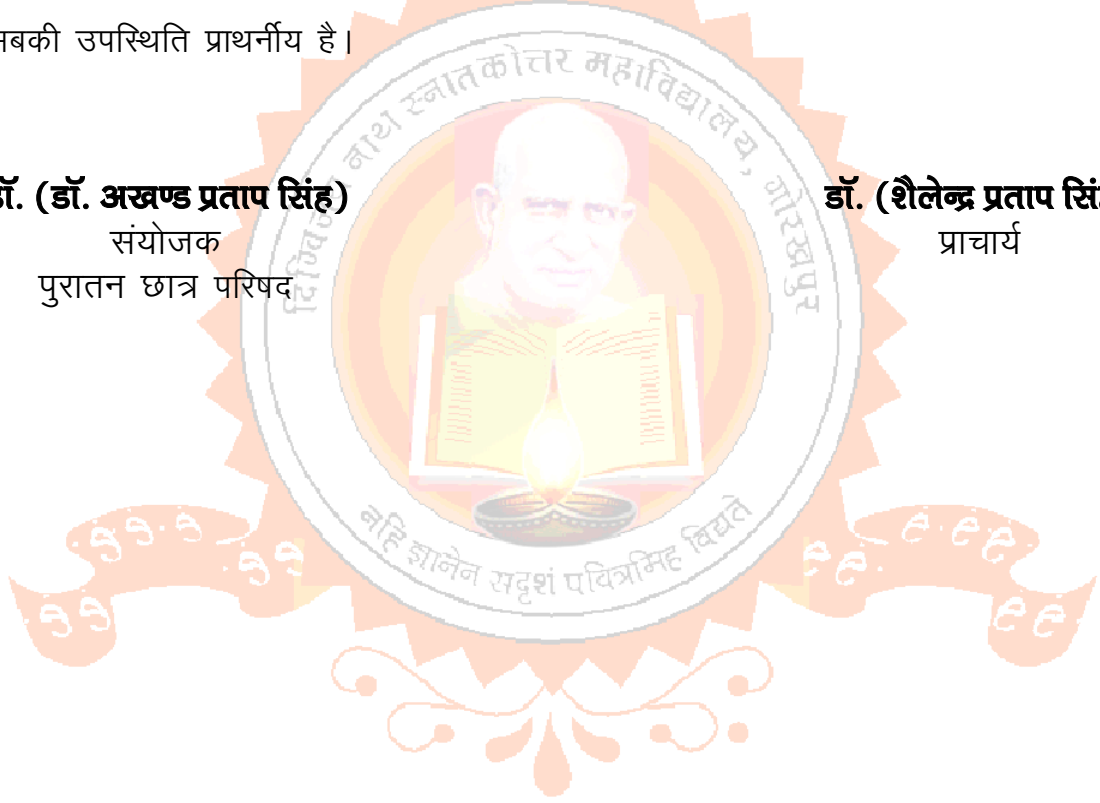 सबकी उपस्थिति प्राथर्नीय है।
डॉ. (डॉ. अखण्ड प्रताप सिंह)
संयोजक
पुरातन छात्र परिषद
डॉ. (शैलेन्द्र प्रताप सिंह
प्राचार्य
दिग्विजय नाथ स्नातकोत्तर महाविद्यालय, गोरखपुर
नहि ज्ञानेन सदृशं पवित्रमिह विद्यते